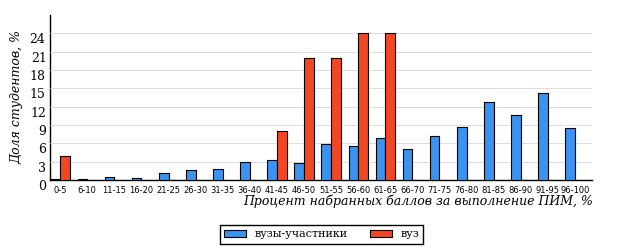 Доля студентов, %
24
21
18
15
12
9
6
3
0
0-5 6-10 11-15 16-20 21-25 26-30 31-35 36-40 41-45 46-50 51-55 56-60 61-65 66-70 71-75 76-80 81-85 86-90 91-95 96-100
Процент набранных баллов за выполнение ПИМ, %
вузы-участники вуз